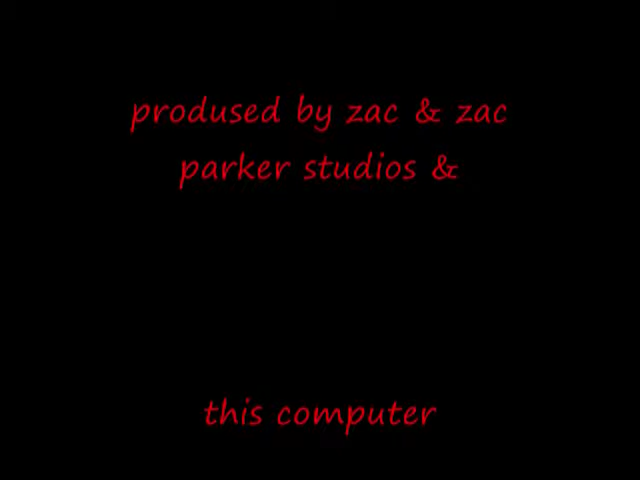 prodused by zac & zac
parker studios &
this computer